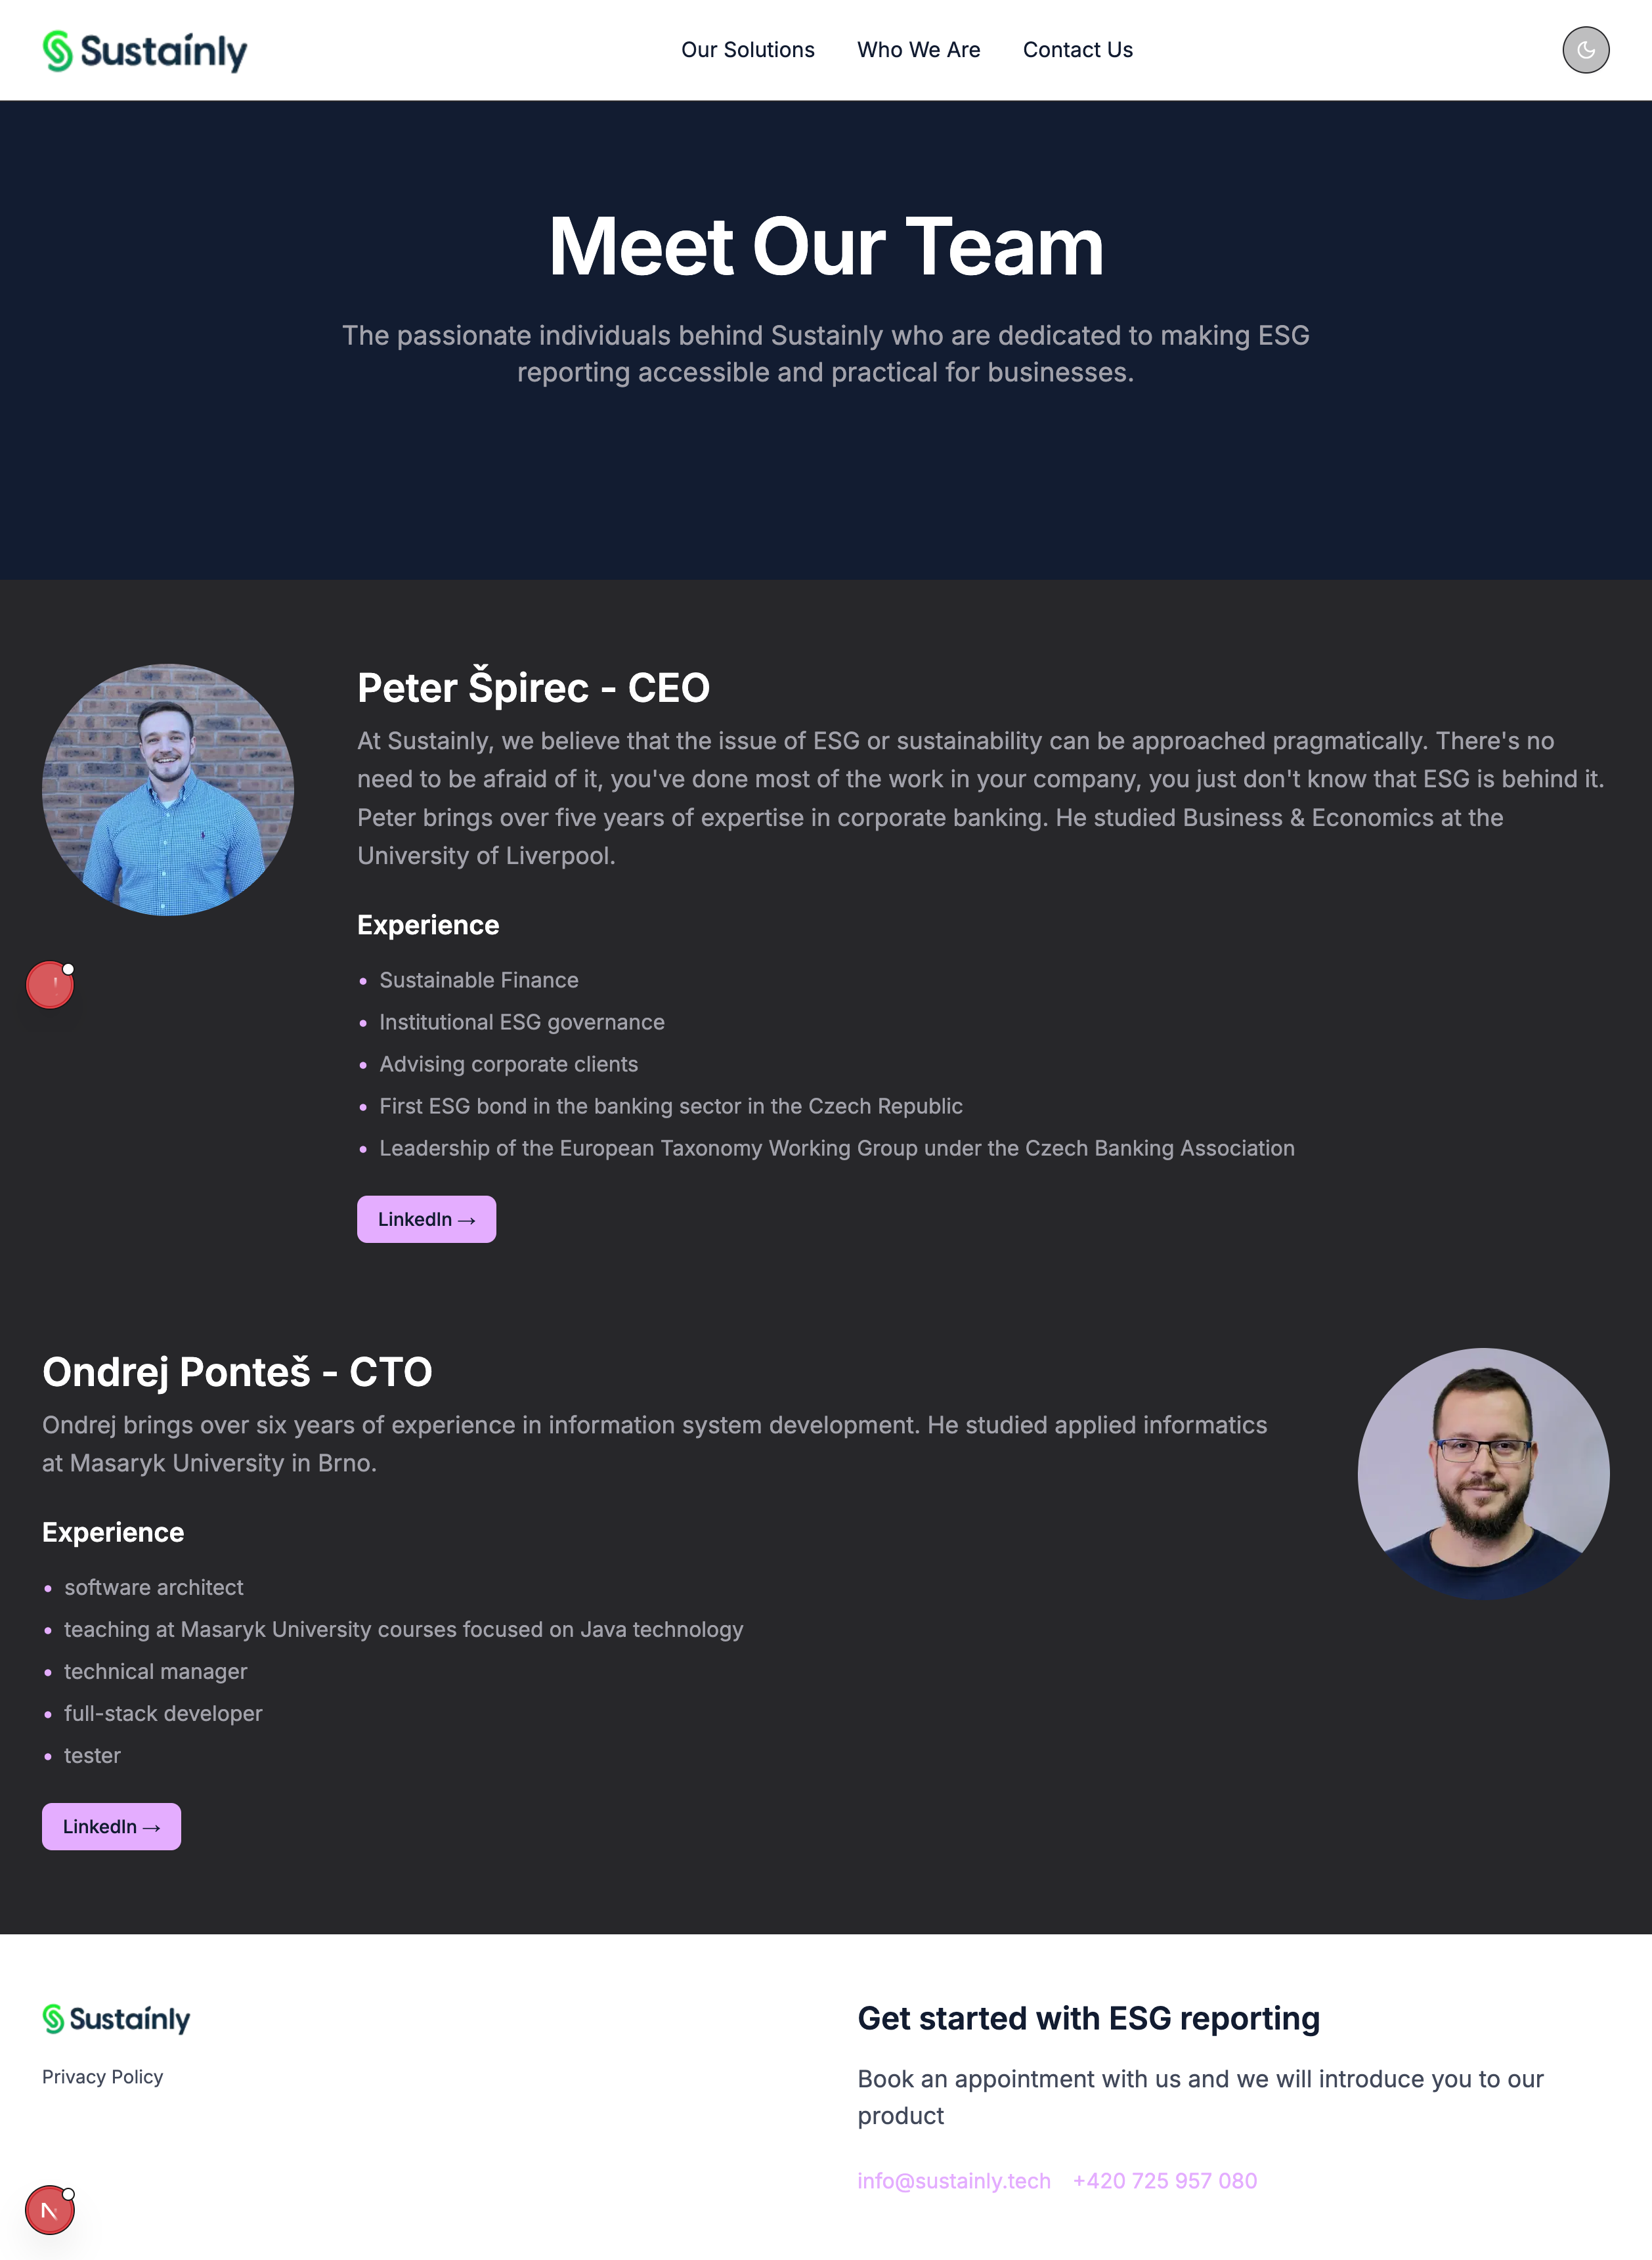 Sustainly
Our Solutions
Who We Are
Contact Us
Meet Our Team
The passionate individuals behind Sustainly who are dedicated to making ESG
reporting accessible and practical for businesses.
Peter Špirec - CEO
At Sustainly, we believe that the issue of ESG or sustainability can be approached pragmatically. There's no
need to be afraid of it, you've done most of the work in your company, you just don't know that ESG is behind it.
Peter brings over five years of expertise in corporate banking. He studied Business & Economics at the
University of Liverpool.
Experience
• Sustainable Finance
• Institutional ESG governance
• Advising corporate clients
• First ESG bond in the banking sector in the Czech Republic
• Leadership of the European Taxonomy Working Group under the Czech Banking Association
LinkedIn →
Ondrej Ponteš - CTO
Ondrej brings over six years of experience in information system development. He studied applied informatics
at Masaryk University in Brno.
Experience
• software architect
• teaching at Masaryk University courses focused on Java technology
• technical manager
• full-stack developer
• tester
LinkedIn →
Sustainly
Privacy Policy
Get started with ESG reporting
Book an appointment with us and we will introduce you to our
product
info@sustainly.tech +420 725 957 080
N